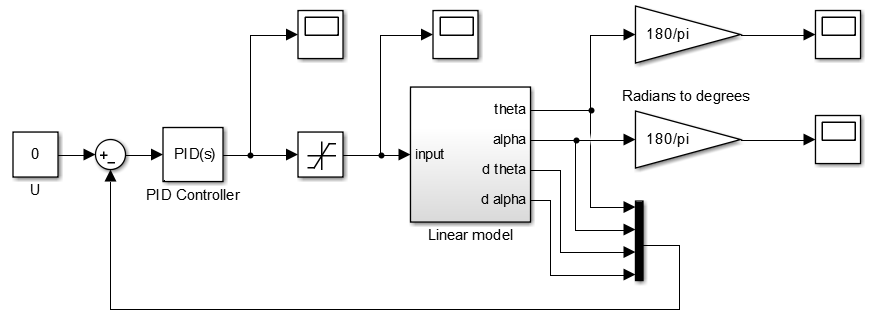 180/pi
Radians to degrees
theta
alpha
180/pi
0
+
−
PID(s)
input
d theta
d alpha
U
PID Controller
Linear model